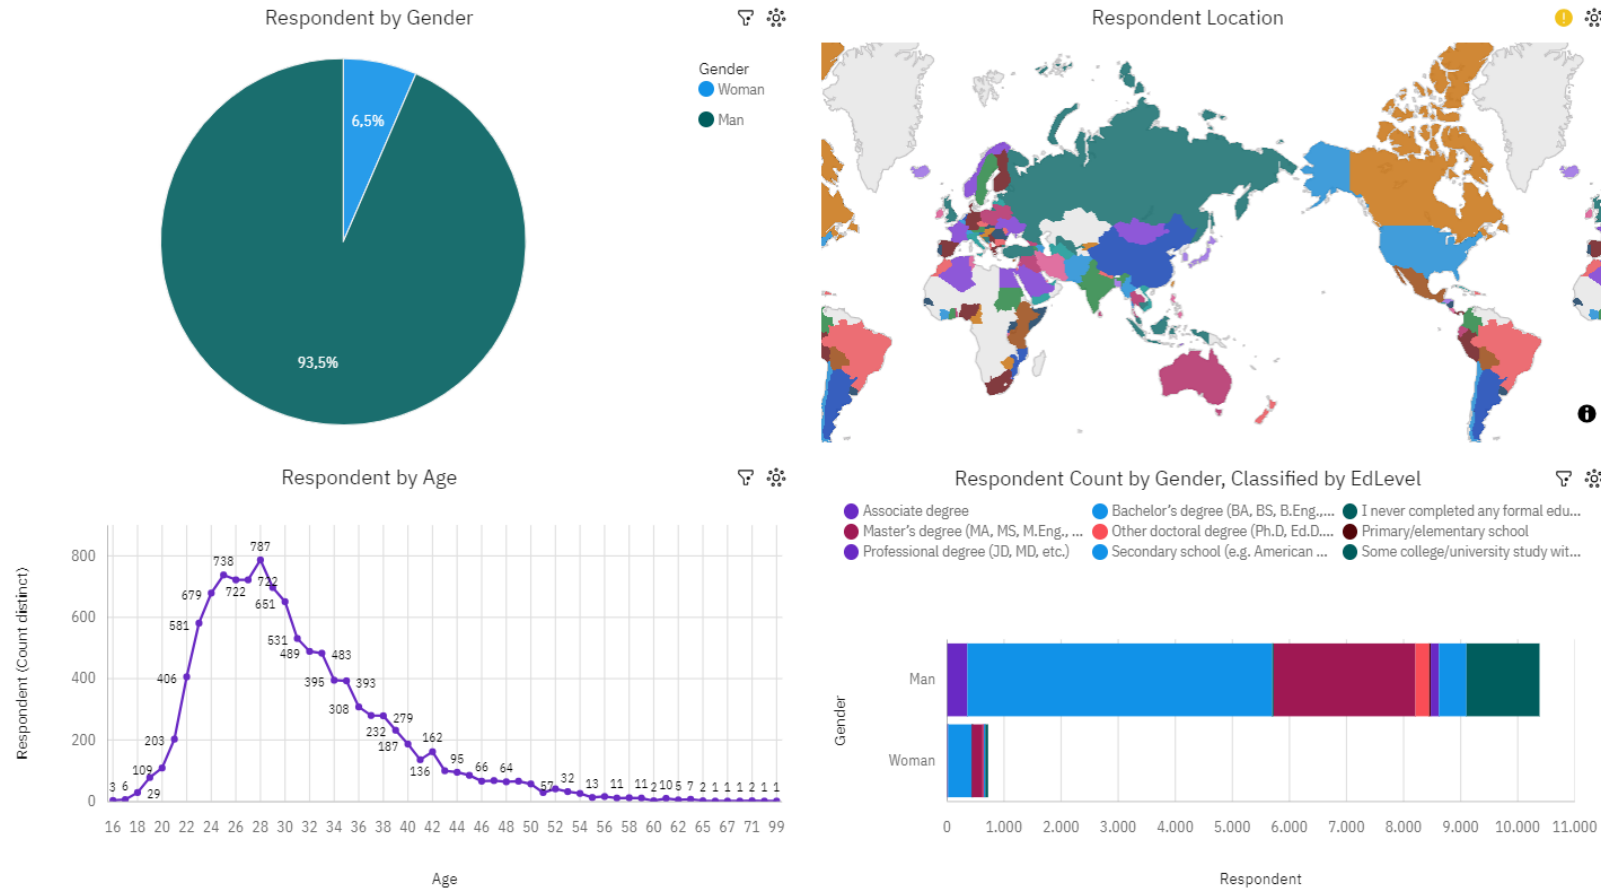 Respondent by Gender
Gender
Woman
Man
6,5%
93,5%
Respondent Location
Respondent by Age
Respondent (Count distinct)
800
600
400
200
0
3
6
29
109
203
406
581
679
738
722
787
722
651
531
489
483
395
393
308
279
232
187
136
162
95
66
64
57
32
13
11
11
2
10
5
7
2
1
1
1
2
1
1
16 18 20 22 24 26 28 30 32 34 36 38 40 42 44 46 48 50 52 54 56 58 60 62 65 67 71 99
Age
Respondent Count by Gender, Classified by EdLevel
Associate degree
Bachelor's degree (BA, BS, B.Eng.,...
I never completed any formal edu...
Master's degree (MA, MS, M.Eng., ...
Other doctoral degree (Ph.D, Ed.D....
Primary/elementary school
Professional degree (JD, MD, etc.)
Secondary school (e.g. American ...
Some college/university study wit...
Gender
Man
Woman
0 1.000 2.000 3.000 4.000 5.000 6.000 7.000 8.000 9.000 10.000 11.000
Respondent